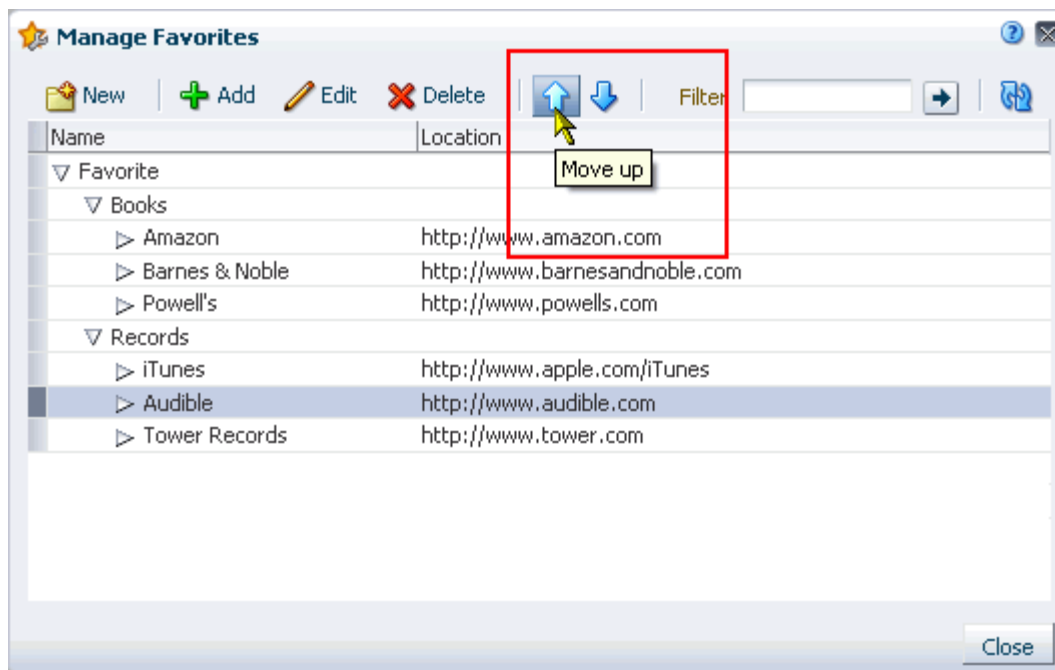 Manage Favorites
New Add Edit Delete Filter
Name Location
Move up
Favorite
Books
Amazon http://www.amazon.com
Barnes & Noble http://www.barnesandnoble.com
Powell's http://www.powells.com
Records
iTunes http://www.apple.com/iTunes
Audible http://www.audible.com
Tower Records http://www.tower.com
Close